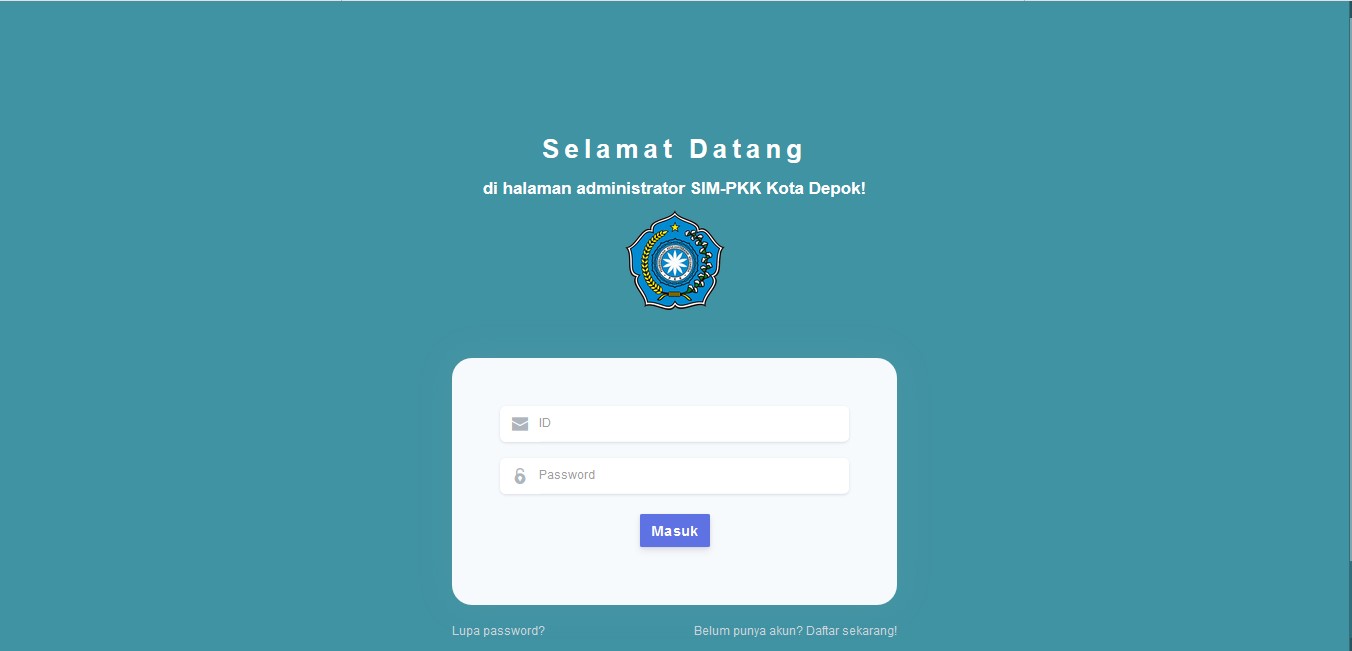 Selamat Datang
di halaman administrator SIM-PKK Kota Depok!
ID
Password
Masuk
Lupa password?
Belum punya akun? Daftar sekarang!